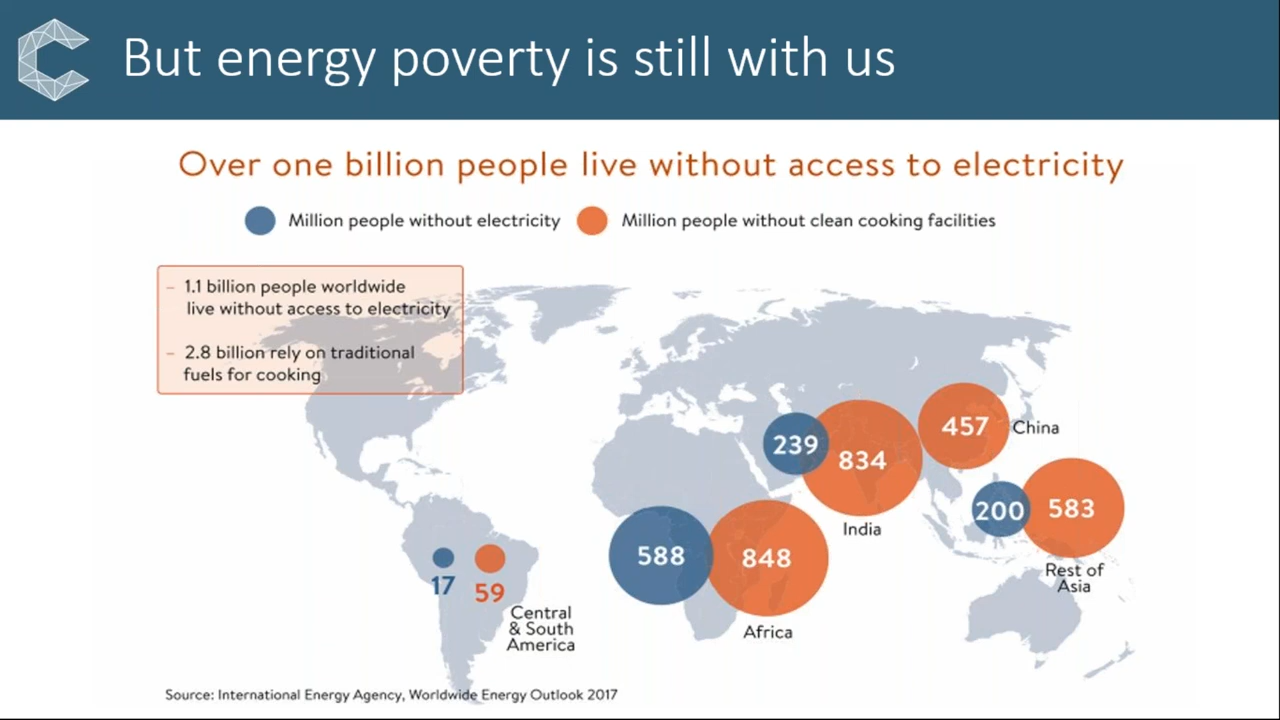 But energy poverty is still with us
Over one billion people live without access to electricity
Million people without electricity
Million people without clean cooking facilities
– 1.1 billion people worldwide
live without access to electricity
– 2.8 billion rely on traditional
fuels for cooking
457
China
239
834
India
200
583
Rest of
Asia
588
848
Africa
17
59
Central
& South
America
Source: International Energy Agency, Worldwide Energy Outlook 2017